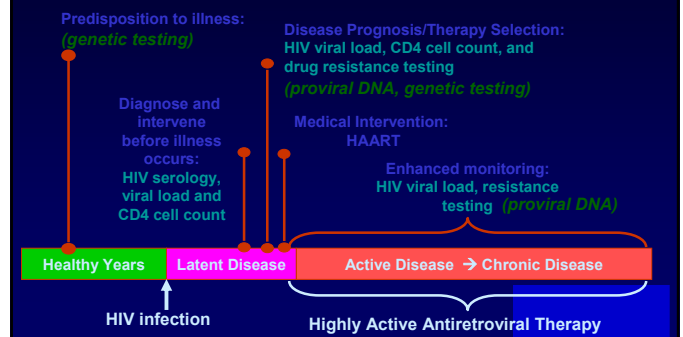 Predisposition to illness:
(genetic testing)
Disease Prognosis/Therapy Selection:
HIV viral load, CD4 cell count, and
drug resistance testing
(proviral DNA, genetic testing)
Diagnose and
intervene
before illness
occurs:
HIV serology,
viral load and
CD4 cell count
Medical Intervention:
HAART
Enhanced monitoring:
HIV viral load, resistance
testing (proviral DNA)
Healthy Years
Latent Disease
Active Disease → Chronic Disease
HIV infection
Highly Active Antiretroviral Therapy